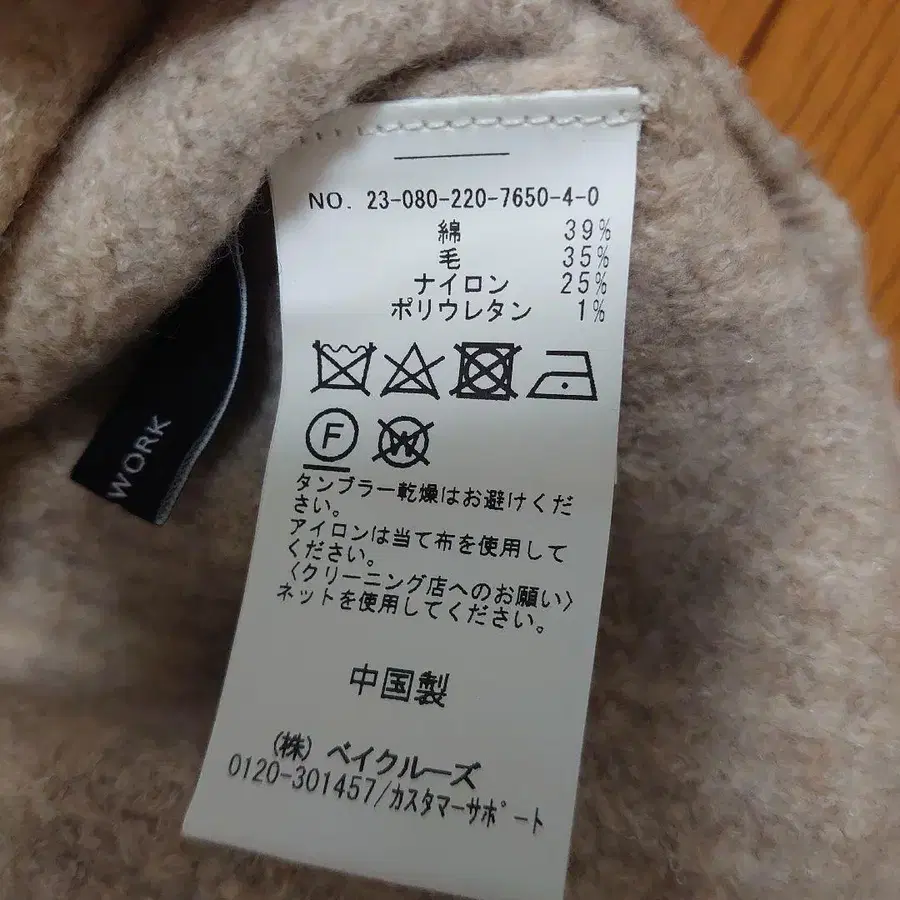 NO. 23-080-220-7650-4-0
綿 39%
毛 35%
ナイロン 25%
ポリウレタン 1%
F W
タンブラー乾燥はお避けくだ
さい。
アイロンは当て布を使用して
ください。
〈クリーニング店へのお願い〉
ネットを使用してください。
中国製
(株) ベイクルーズ
0120-301457/カスタマーサポート
WORK